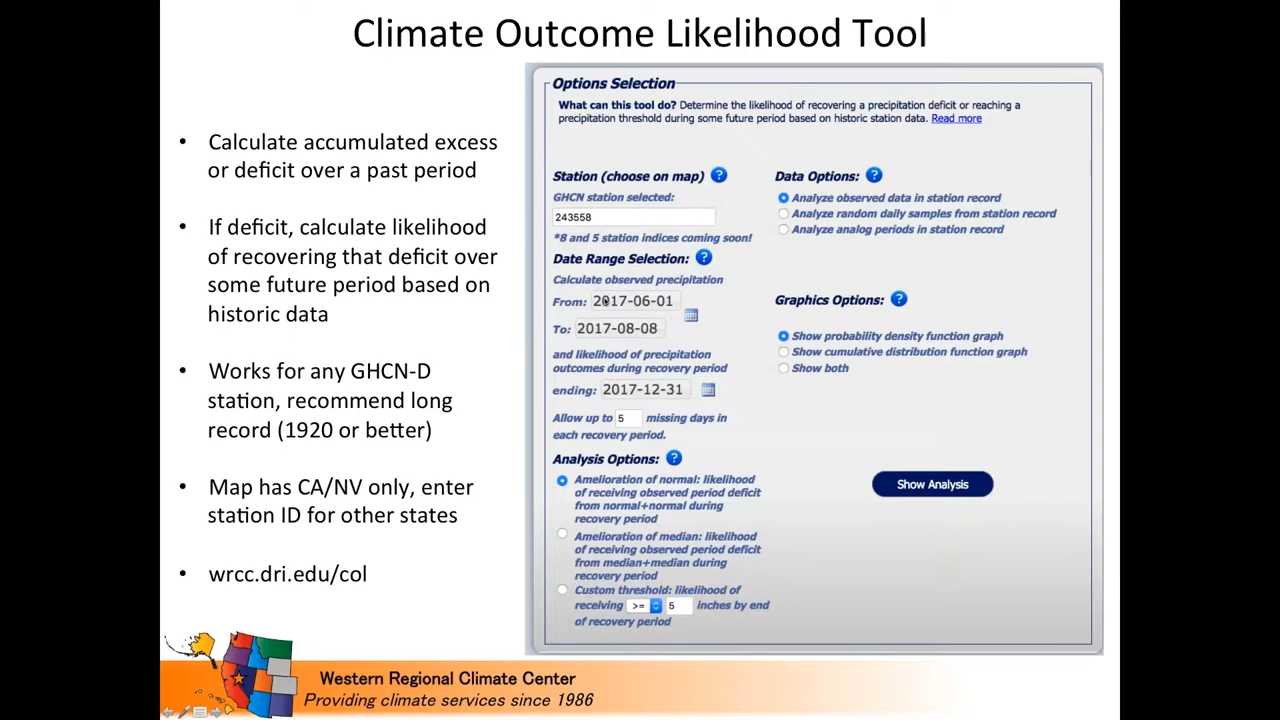 Climate Outcome Likelihood Tool
• Calculate accumulated excess
or deficit over a past period
• If deficit, calculate likelihood
of recovering that deficit over
some future period based on
historic data
• Works for any GHCN-D
station, recommend long
record (1920 or better)
• Map has CA/NV only, enter
station ID for other states
• wrcc.dri.edu/col
Options Selection
What can this tool do? Determine the likelihood of recovering a precipitation deficit or reaching a
precipitation threshold during some future period based on historic station data. Read more
Station (choose on map) ?
GHCN station selected:
243558
*8 and 5 station indices coming soon!
Date Range Selection: ?
Calculate observed precipitation
From: 2017-06-01
To: 2017-08-08
and likelihood of precipitation
outcomes during recovery period
ending: 2017-12-31
Allow up to 5 missing days in
each recovery period.
Analysis Options: ?
Amelioration of normal: likelihood
of receiving observed period deficit
from normal+normal during
recovery period
Amelioration of median: likelihood
of receiving observed period deficit
from median+median during
recovery period
Custom threshold: likelihood of
receiving >= 5 inches by end
of recovery period
Data Options: ?
Analyze observed data in station record
Analyze random daily samples from station record
Analyze analog periods in station record
Graphics Options: ?
Show probability density function graph
Show cumulative distribution function graph
Show both
Show Analysis
Western Regional Climate Center
Providing climate services since 1986